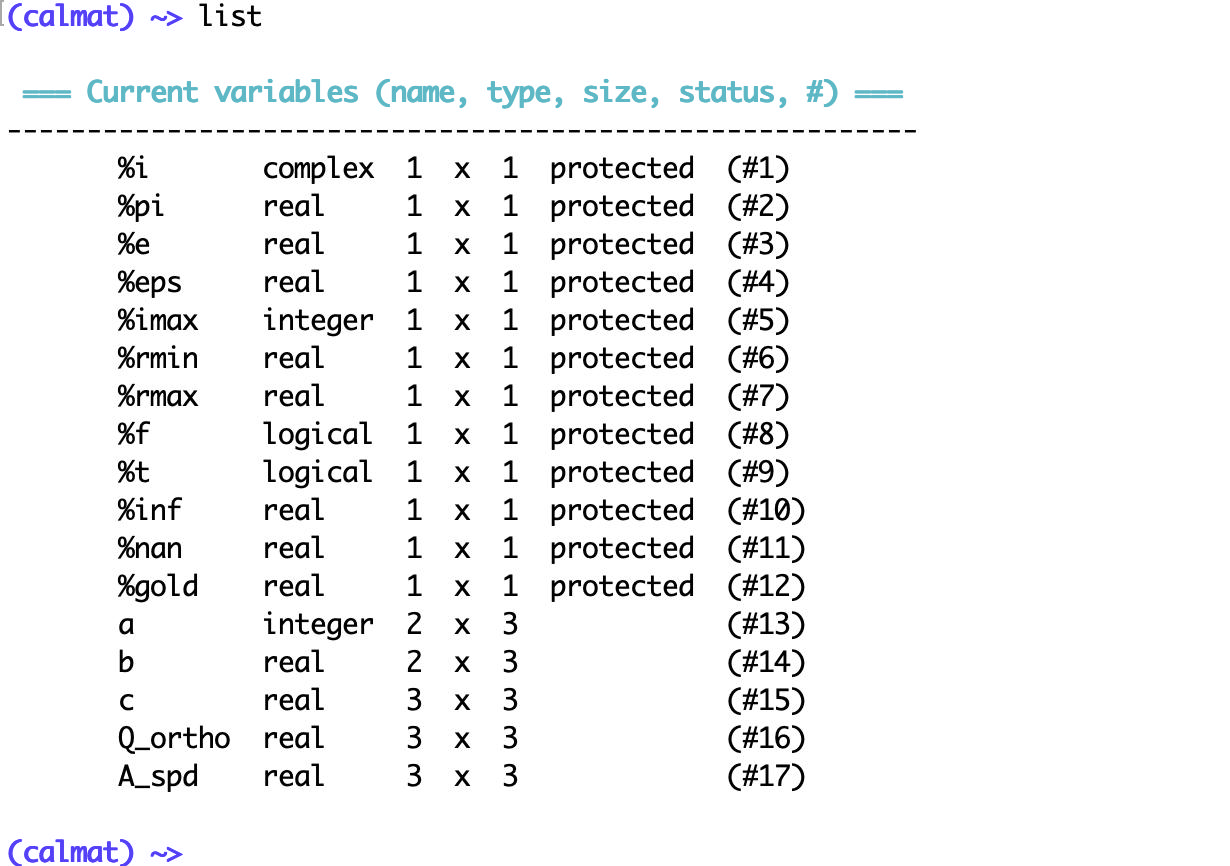 (calmat) ~> list
=== Current variables (name, type, size, status, #) ===
---------------------------------------------------------
%i complex 1 x 1 protected (#1)
%pi real 1 x 1 protected (#2)
%e real 1 x 1 protected (#3)
%eps real 1 x 1 protected (#4)
%imax integer 1 x 1 protected (#5)
%rmin real 1 x 1 protected (#6)
%rmax real 1 x 1 protected (#7)
%f logical 1 x 1 protected (#8)
%t logical 1 x 1 protected (#9)
%inf real 1 x 1 protected (#10)
%nan real 1 x 1 protected (#11)
%gold real 1 x 1 protected (#12)
a integer 2 x 3 (#13)
b real 2 x 3 (#14)
c real 3 x 3 (#15)
Q_ortho real 3 x 3 (#16)
A_spd real 3 x 3 (#17)
(calmat) ~>